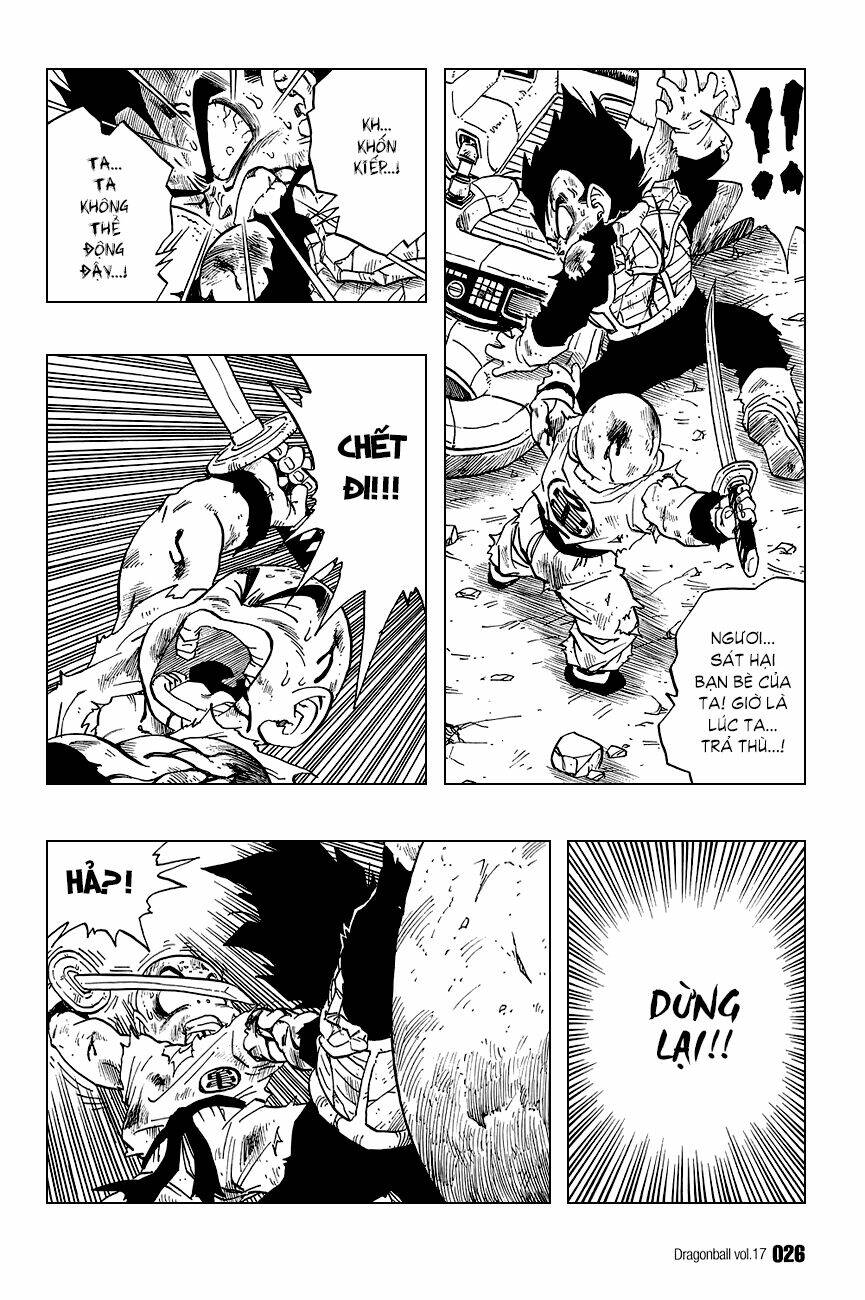 !!
NGƯƠI...
SÁT HẠI
BẠN BÈ CỦA
TA! GIỜ LÀ
LÚC TA...
TRẢ THÙ...!
KH...
KHỐN
KIẾP...!
TA...
TA
KHÔNG
THỂ
ĐỘNG
ĐẬY...!
CHẾT
ĐI!!!
DỪNG
LẠI!!
HẢ?!
Dragonball vol.17 026